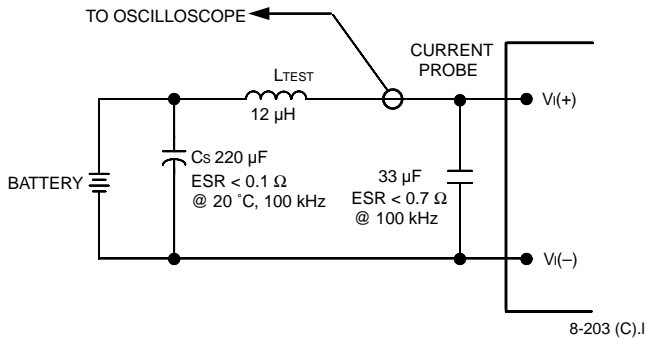 TO OSCILLOSCOPE
CURRENT
PROBE
LTEST
12 µH
VI(+)
CS 220 µF
ESR < 0.1 Ω
@ 20 ˚C, 100 kHz
BATTERY
33 µF
ESR < 0.7 Ω
@ 100 kHz
VI(–)
8-203 (C).l